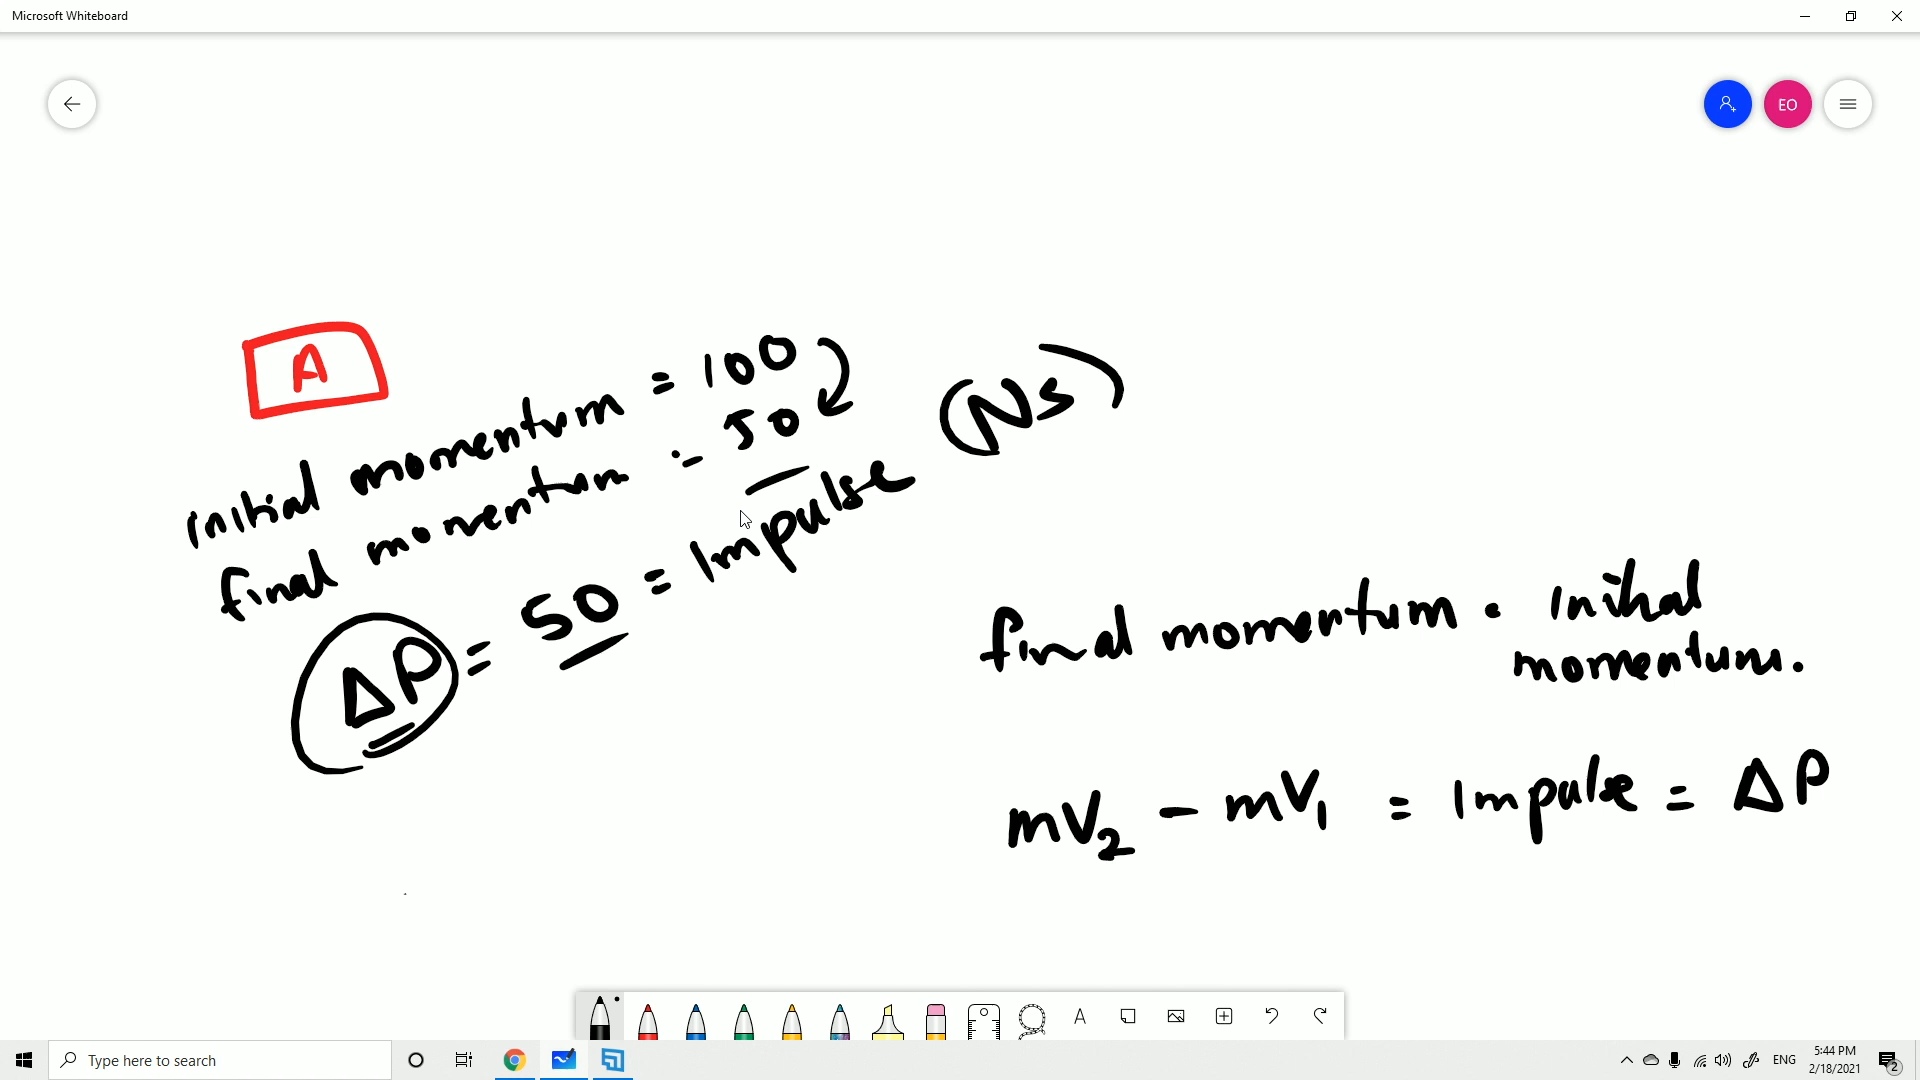 Microsoft Whiteboard
EO
A
initial momentum = 100
final momentum = 50 (Ns)
ΔP = 50 = Impulse
final momentum - Initial
momentum.
mV₂ - mV₁ = Impulse = ΔP
A
Type here to search
ENG
5:44 PM
2/18/2021
2